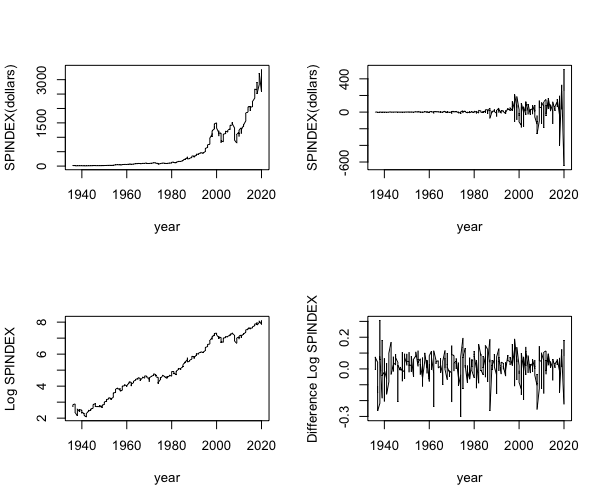 SPINDEX(dollars)
3000
1500
0
1940 1960 1980 2000 2020
year
SPINDEX(dollars)
400
0
-600
1940 1960 1980 2000 2020
year
Log SPINDEX
8
6
4
2
1940 1960 1980 2000 2020
year
Difference Log SPINDEX
0.2
0.0
-0.3
1940 1960 1980 2000 2020
year